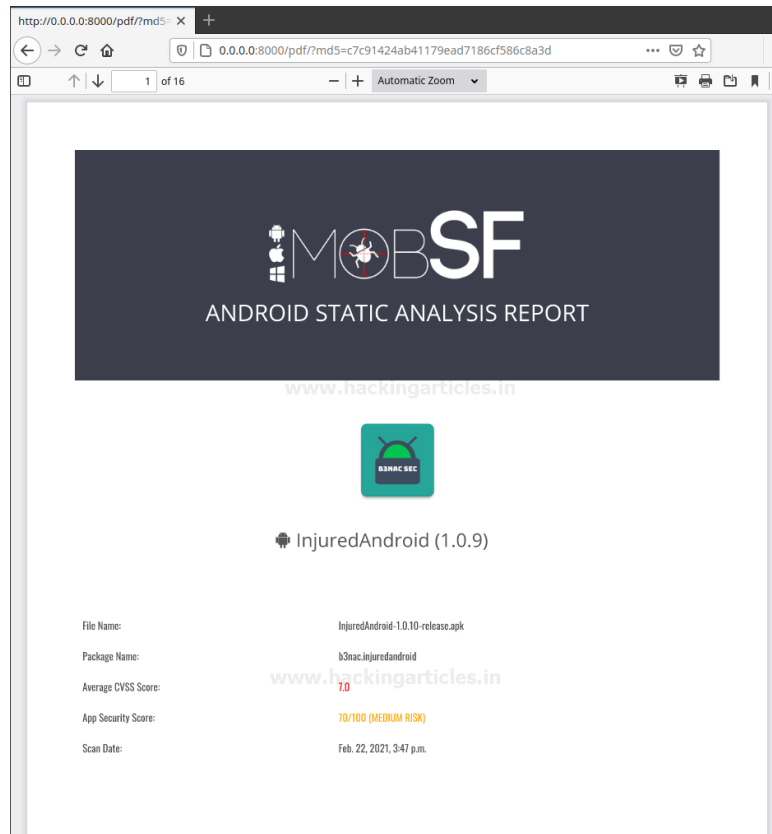 http://0.0.0.0:8000/pdf/?md5=
0.0.0.0:8000/pdf/?md5=c7c91424ab41179ead7186cf586c8a3d
1 of 16
Automatic Zoom
MOBSF
ANDROID STATIC ANALYSIS REPORT
www.hackingarticles.in
B3NAC SEC
InjuredAndroid (1.0.9)
File Name: InjuredAndroid-1.0.10-release.apk
Package Name: b3nac.injuredandroid
www.hackingarticles.in
Average CVSS Score: 7.0
App Security Score: 70/100 (MEDIUM RISK)
Scan Date: Feb. 22, 2021, 3:47 p.m.